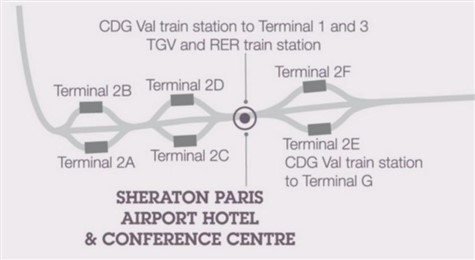 CDG Val train station to Terminal 1 and 3
TGV and RER train station
Terminal 2F
Terminal 2D
Terminal 2B
Terminal 2A
Terminal 2C
Terminal 2E
CDG Val train station
to Terminal G
SHERATON PARIS
AIRPORT HOTEL
& CONFERENCE CENTRE